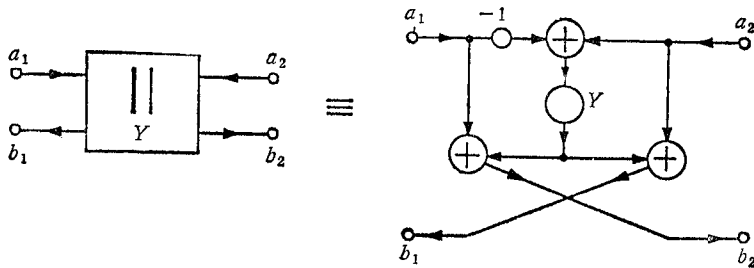 a₁
a₂
Y
b₁
b₂
≡
a₁
-1
+
a₂
Y
+
+
b₁
b₂